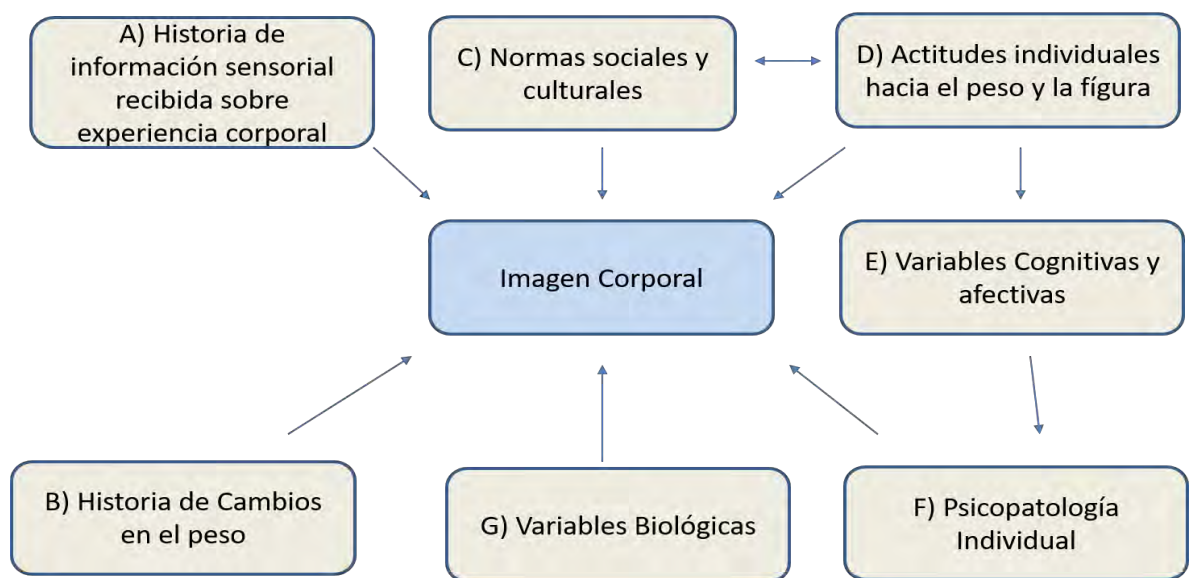 A) Historia de
información sensorial
recibida sobre
experiencia corporal
C) Normas sociales y
culturales
D) Actitudes individuales
hacia el peso y la fígura
Imagen Corporal
E) Variables Cognitivas y
afectivas
B) Historia de Cambios
en el peso
G) Variables Biológicas
F) Psicopatología
Individual